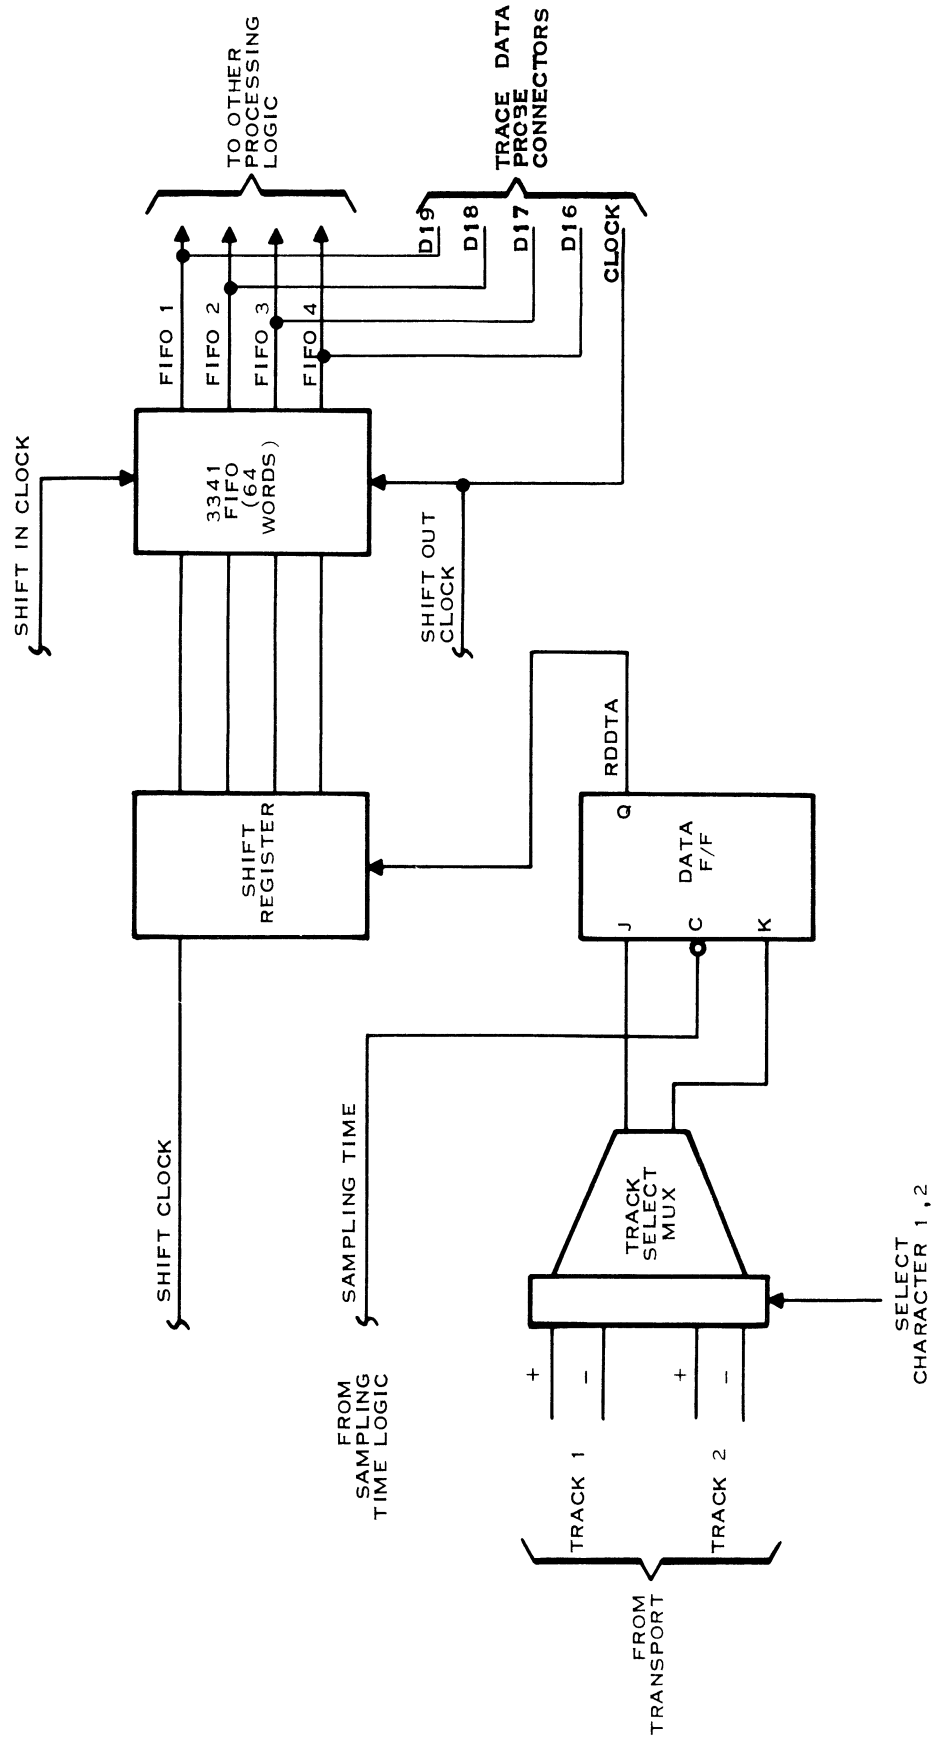 SHIFT IN CLOCK
TO OTHER
PROCESSING
LOGIC
FIFO 1
FIFO 2
FIFO 3
FIFO 4
3341
FIFO
(64
WORDS)
D19
D18
D17
D16
CLOCK
TRACE DATA
PROBE
CONNECTORS
SHIFT OUT
CLOCK
SHIFT CLOCK
SHIFT
REGISTER
FROM
SAMPLING
TIME LOGIC
SAMPLING TIME
RDDTA
Q
DATA
F/F
J
C
K
TRACK
SELECT
MUX
+
-
+
-
TRACK 1
TRACK 2
FROM
TRANSPORT
SELECT
CHARACTER 1,2